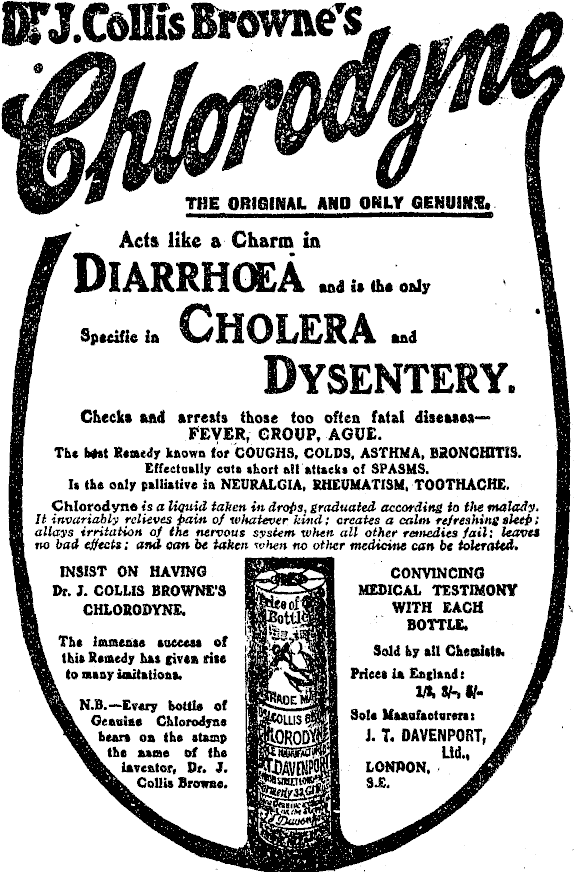 Dr. J. Collis Browne's
Chlorodyne
THE ORIGINAL AND ONLY GENUINE.
Acts like a Charm in
DIARRHŒA and is the only
Specific in CHOLERA and
DYSENTERY.
Checks and arrests those too often fatal diseases—
FEVER, CROUP, AGUE.
The best Remedy known for COUGHS, COLDS, ASTHMA, BRONCHITIS.
Effectually cuts short all attacks of SPASMS.
Is the only palliative in NEURALGIA, RHEUMATISM, TOOTHACHE.
Chlorodyne is a liquid taken in drops, graduated according to the malady.
It invariably relieves pain of whatever kind; creates a calm refreshing sleep;
allays irritation of the nervous system when all other remedies fail; leaves
no bad effects; and can be taken when no other medicine can be tolerated.
INSIST ON HAVING
Dr. J. COLLIS BROWNE'S
CHLORODYNE.
The immense success of
this Remedy has given rise
to many imitations.
N.B.—Every bottle of
Genuine Chlorodyne
bears on the stamp
the name of the
inventor, Dr. J.
Collis Browne.
Bottle
TRADE
COLLIS
CHLORODYNE
DAVENPORT
CONVINCING
MEDICAL TESTIMONY
WITH EACH
BOTTLE.
Sold by all Chemists.
Prices in England:
3/-, 5/-
Sole Manufacturers:
J. T. DAVENPORT,
Ltd.,
LONDON,
S.E.